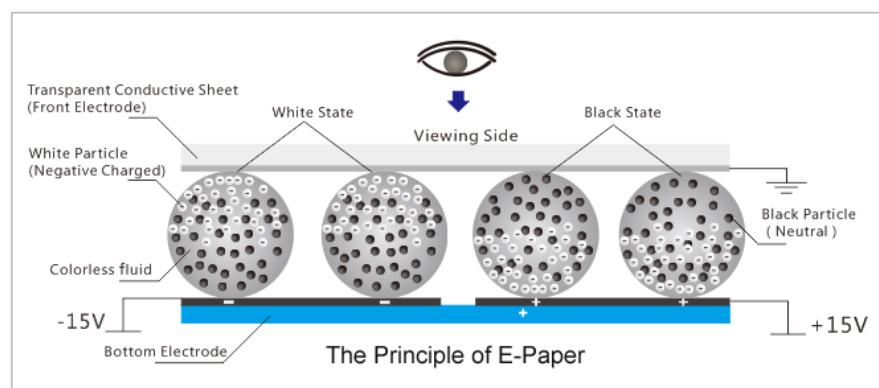 Transparent Conductive Sheet
(Front Electrode)
White State
Black State
Viewing Side
White Particle
(Negative Charged)
Black Particle
( Neutral )
Colorless fluid
-15V
+15V
Bottom Electrode
The Principle of E-Paper